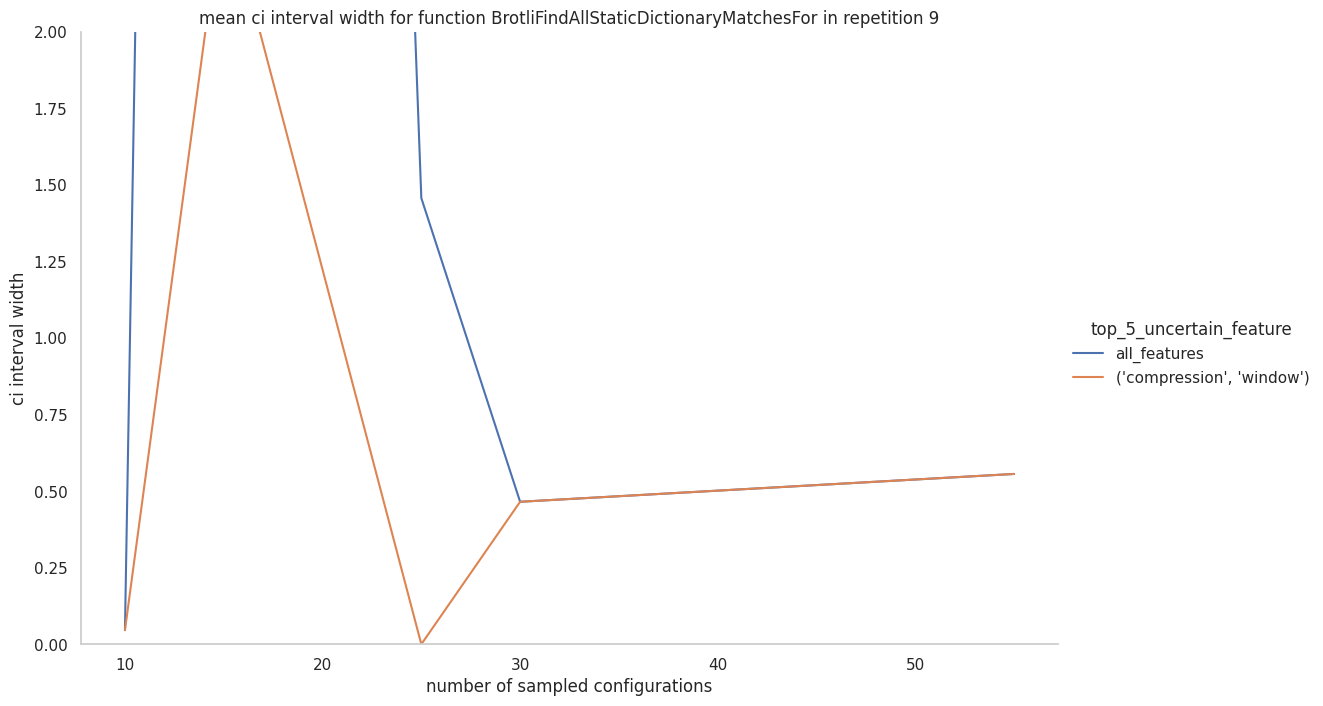 mean ci interval width for function BrotliFindAllStaticDictionaryMatchesFor in repetition 9
2.00
1.75
1.50
1.25
1.00
0.75
0.50
0.25
0.00
ci interval width
10
20
30
40
50
number of sampled configurations
top_5_uncertain_feature
all_features
('compression', 'window')